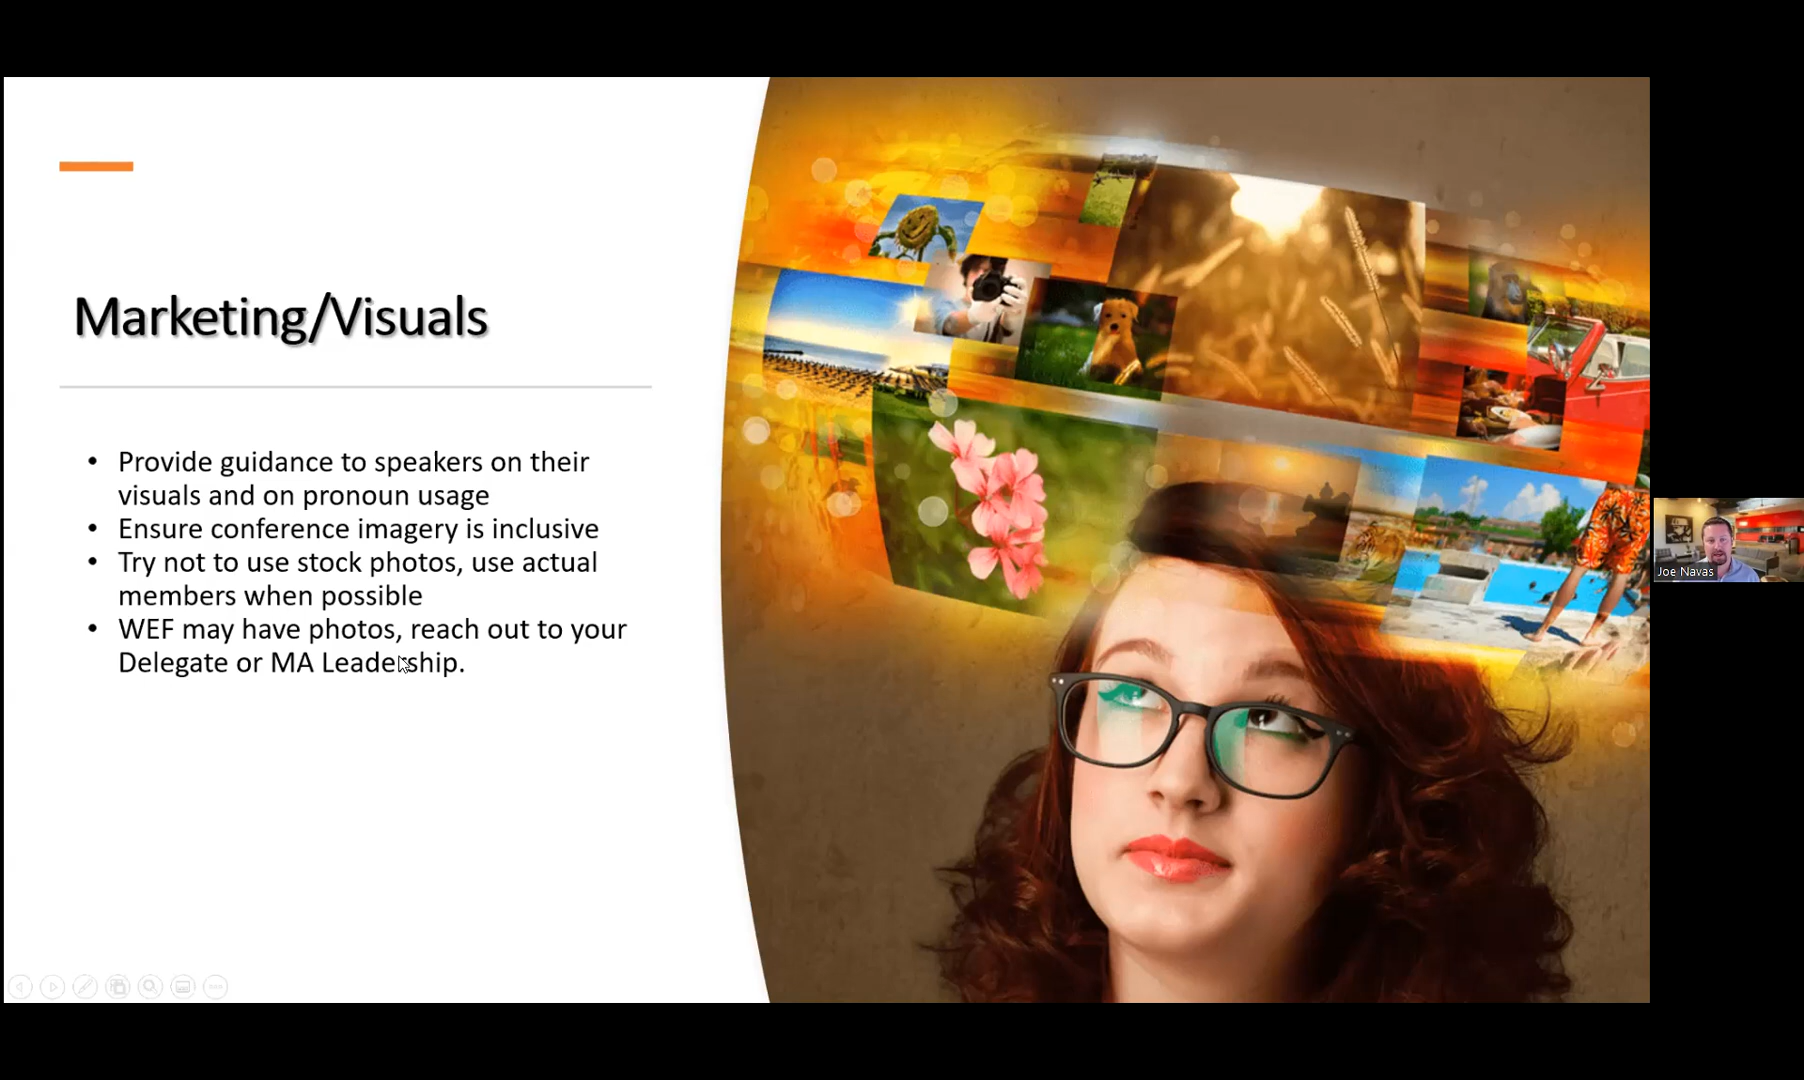 Marketing/Visuals
• Provide guidance to speakers on their
visuals and on pronoun usage
• Ensure conference imagery is inclusive
• Try not to use stock photos, use actual
members when possible
• WEF may have photos, reach out to your
Delegate or MA Leadership.
Joe Navas